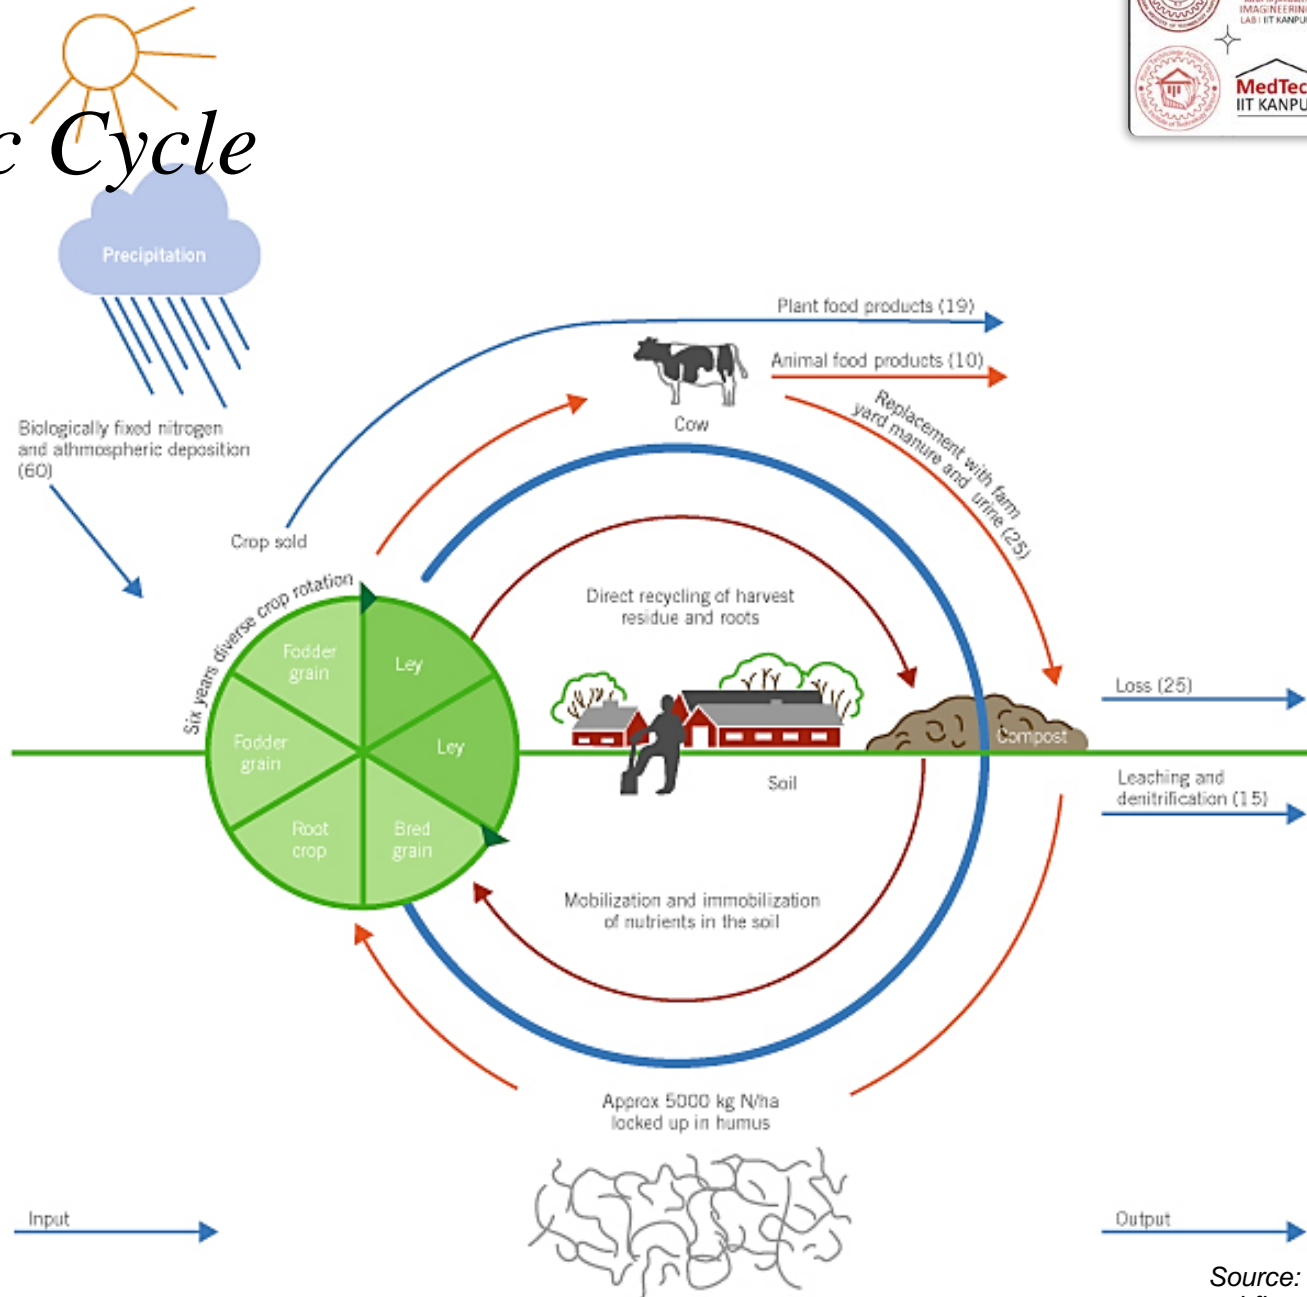 IMAGINEERING
LAB | IIT KANPU
MedTec
IIT KANPU
c Cycle
Precipitation
Plant food products (19)
Animal food products (10)
Cow
Replacement with farm
yard manure and urine (25)
Biologically fixed nitrogen
and athmospheric deposition
(60)
Crop sold
Six years diverse crop rotation
Direct recycling of harvest
residue and roots
Fodder
grain
Ley
Fodder
grain
Ley
Root
crop
Bred
grain
Soil
Compost
Loss (25)
Leaching and
denitrification (15)
Mobilization and immobilization
of nutrients in the soil
Approx 5000 kg N/ha
locked up in humus
Input
Output
Source: